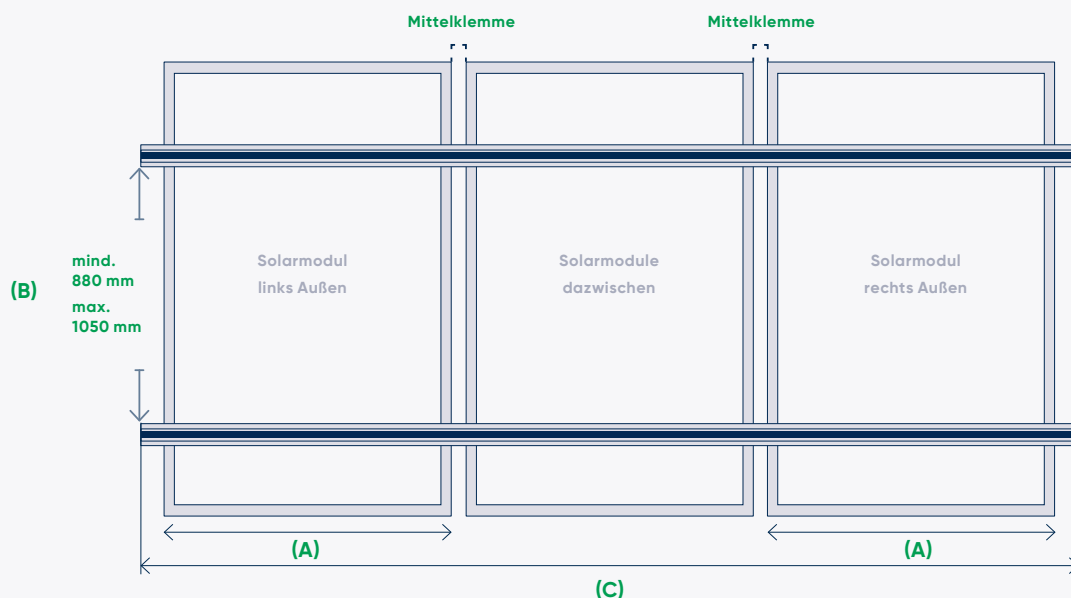 Mittelklemme
Mittelklemme
(B)
mind.
880 mm
max.
1050 mm
Solarmodul
links Außen
Solarmodule
dazwischen
Solarmodul
rechts Außen
(A)
(A)
(C)